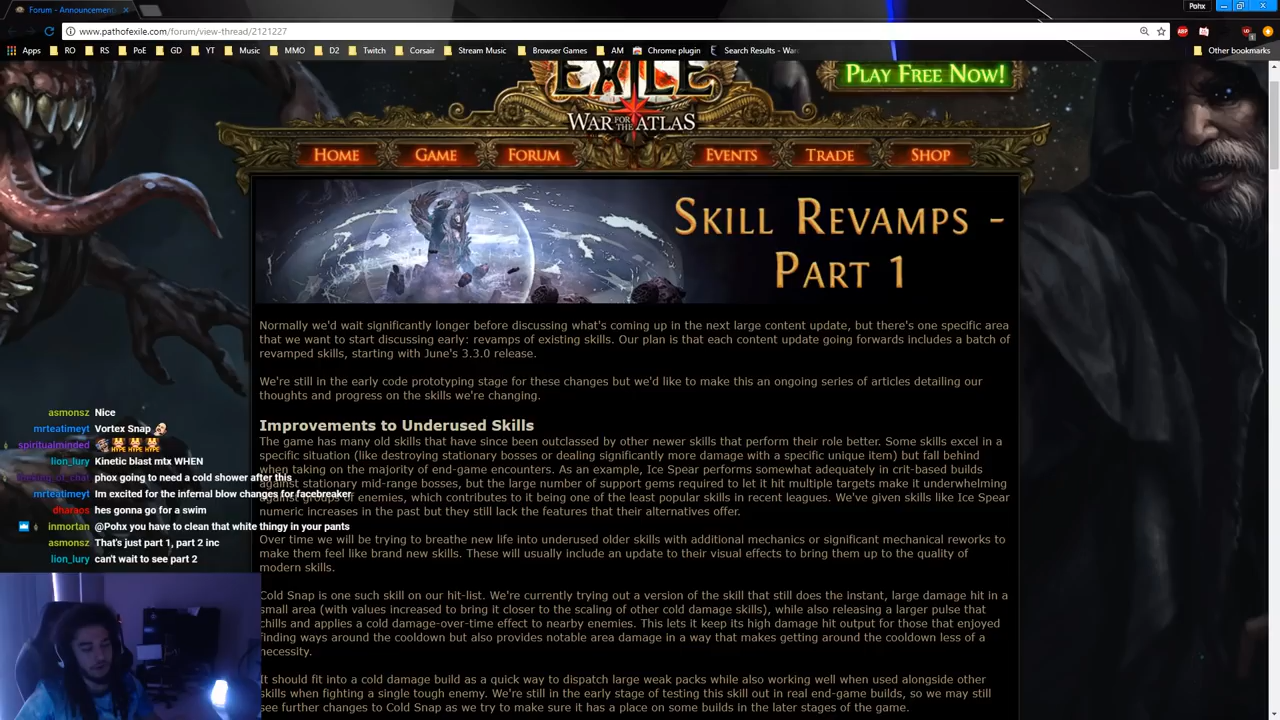 Forum - Announcement
Pohx
www.pathofexile.com/forum/view-thread/2121227
Apps RO RS PoE GD YT Music MMO D2 Twitch Corsair Stream Music Browser Games AM Chrome plugin Search Results - War Other bookmarks
EXILE
PLAY FREE NOW!
WAR FOR THE ATLAS
HOME GAME FORUM EVENTS TRADE SHOP
SKILL REVAMPS -
PART 1
Normally we'd wait significantly longer before discussing what's coming up in the next large content update, but there's one specific area
that we want to start discussing early: revamps of existing skills. Our plan is that each content update going forwards includes a batch of
revamped skills, starting with June's 3.3.0 release.
We're still in the early code prototyping stage for these changes but we'd like to make this an ongoing series of articles detailing our
thoughts and progress on the skills we're changing.
Improvements to Underused Skills
The game has many old skills that have since been outclassed by other newer skills that perform their role better. Some skills excel in a
specific situation (like destroying stationary bosses or dealing significantly more damage with a specific unique item) but fall behind
when taking on the majority of end-game encounters. As an example, Ice Spear performs somewhat adequately in crit-based builds
against stationary mid-range bosses, but the large number of support gems required to let it hit multiple targets make it underwhelming
against groups of enemies, which contributes to it being one of the least popular skills in recent leagues. We've given skills like Ice Spear
numeric increases in the past but they still lack the features that their alternatives offer.
Over time we will be trying to breathe new life into underused older skills with additional mechanics or significant mechanical reworks to
make them feel like brand new skills. These will usually include an update to their visual effects to bring them up to the quality of
modern skills.
Cold Snap is one such skill on our hit-list. We're currently trying out a version of the skill that still does the instant, large damage hit in a
small area (with values increased to bring it closer to the scaling of other cold damage skills), while also releasing a larger pulse that
chills and applies a cold damage-over-time effect to nearby enemies. This lets it keep its high damage hit output for those that enjoyed
finding ways around the cooldown but also provides notable area damage in a way that makes getting around the cooldown less of a
necessity.
It should fit into a cold damage build as a quick way to dispatch large weak packs while also working well when used alongside other
skills when fighting a single tough enemy. We're still in the early stage of testing this skill out in real end-game builds, so we may still
see further changes to Cold Snap as we try to make sure it has a place on some builds in the later stages of the game.
asmonsz Nice
mrteatimeyt Vortex Snap
spiritualminded HYPE HYPE HYPE
lion_lury Kinetic blast mtx WHEN
phox going to need a cold shower after this
mrteatimeyt Im excited for the infernal blow changes for facebreaker
dharaos hes gonna go for a swim
inmortan @Pohx you have to clean that white thingy in your pants
asmonsz That's just part 1, part 2 inc
lion_lury can't wait to see part 2